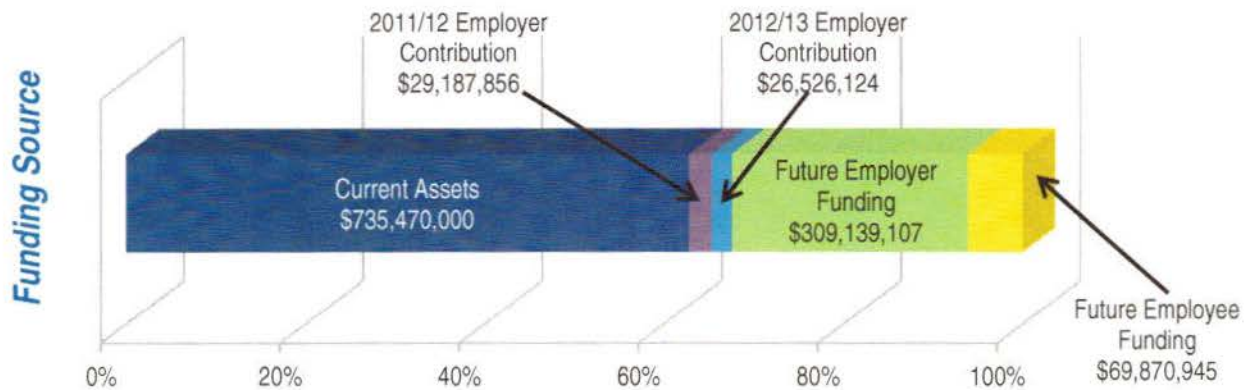 2011/12 Employer
Contribution
$29,187,856
2012/13 Employer
Contribution
$26,526,124
Funding Source
Current Assets
$735,470,000
Future Employer
Funding
$309,139,107
Future Employee
Funding
$69,870,945
0%
20%
40%
60%
80%
100%